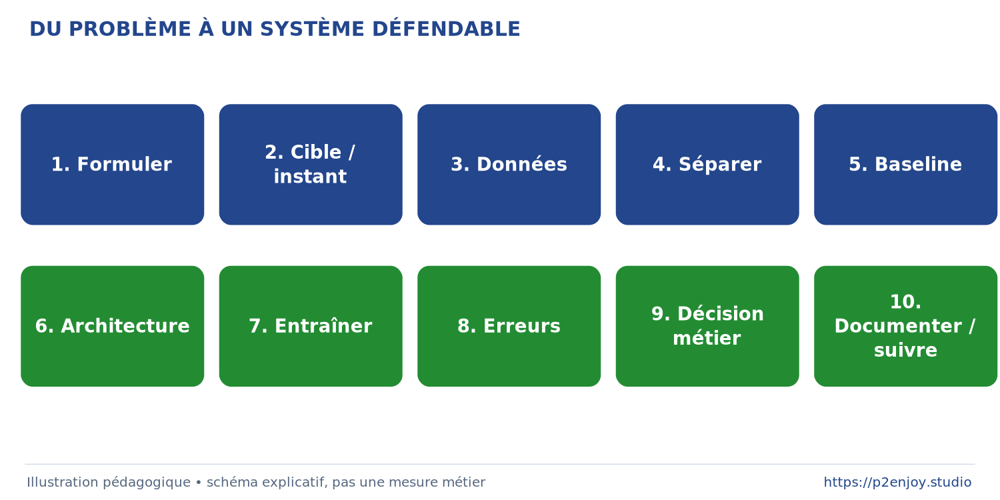 DU PROBLÈME À UN SYSTÈME DÉFENDABLE
1. Formuler
2. Cible /
instant
3. Données
4. Séparer
5. Baseline
6. Architecture
7. Entraîner
8. Erreurs
9. Décision
métier
10.
Documenter /
suivre
Illustration pédagogique • schéma explicatif, pas une mesure métier
https://p2enjoy.studio